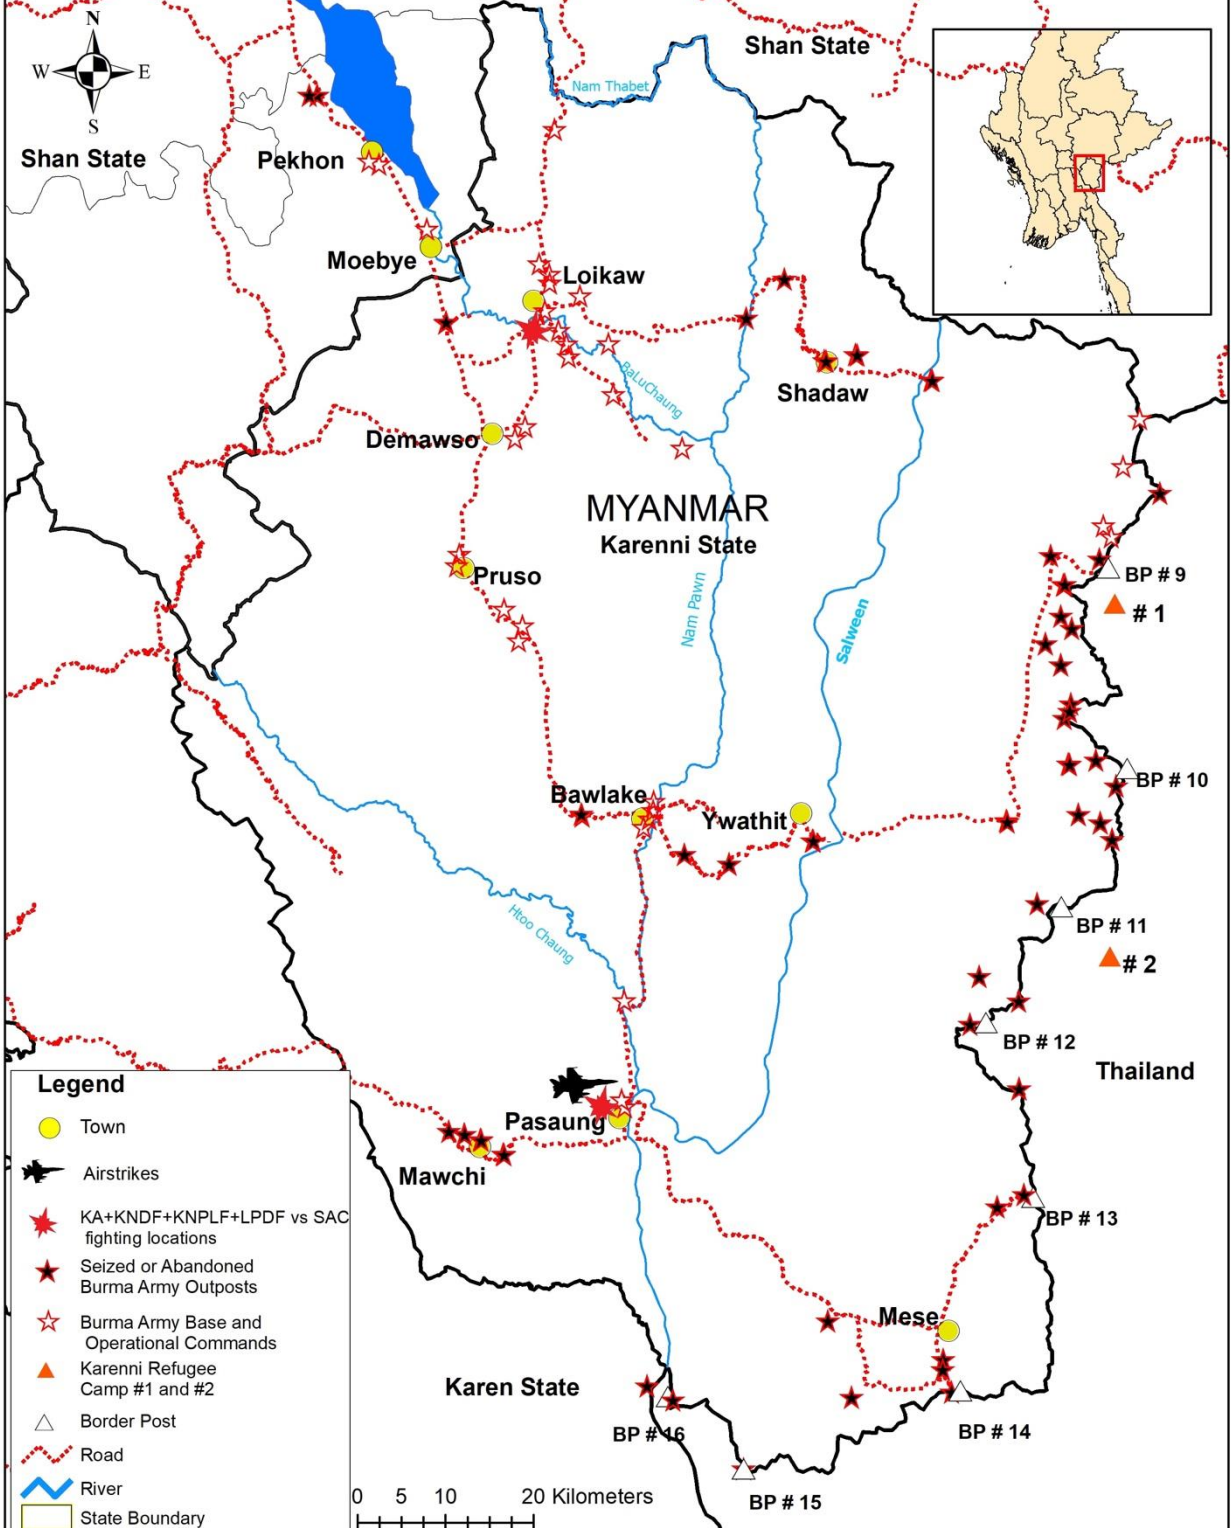 N
W E
S
Shan State
Nam Thabet
Shan State
Pekhon
Moebye
Loikaw
BaLuChaung
Shadaw
Demawso
MYANMAR
Karenni State
Pruso
BP # 9
# 1
Nam Pawn
Salween
BP # 10
Bawlake
Ywathit
BP # 11
Htoo Chaung
# 2
BP # 12
Thailand
Pasaung
Mawchi
BP # 13
Mese
Karen State
BP # 16
BP # 14
BP # 15
Legend
Town
Airstrikes
KA+KNDF+KNPLF+LPDF vs SAC
fighting locations
Seized or Abandoned
Burma Army Outposts
Burma Army Base and
Operational Commands
Karenni Refugee
Camp #1 and #2
Border Post
Road
River
State Boundary
0 5 10 20 Kilometers